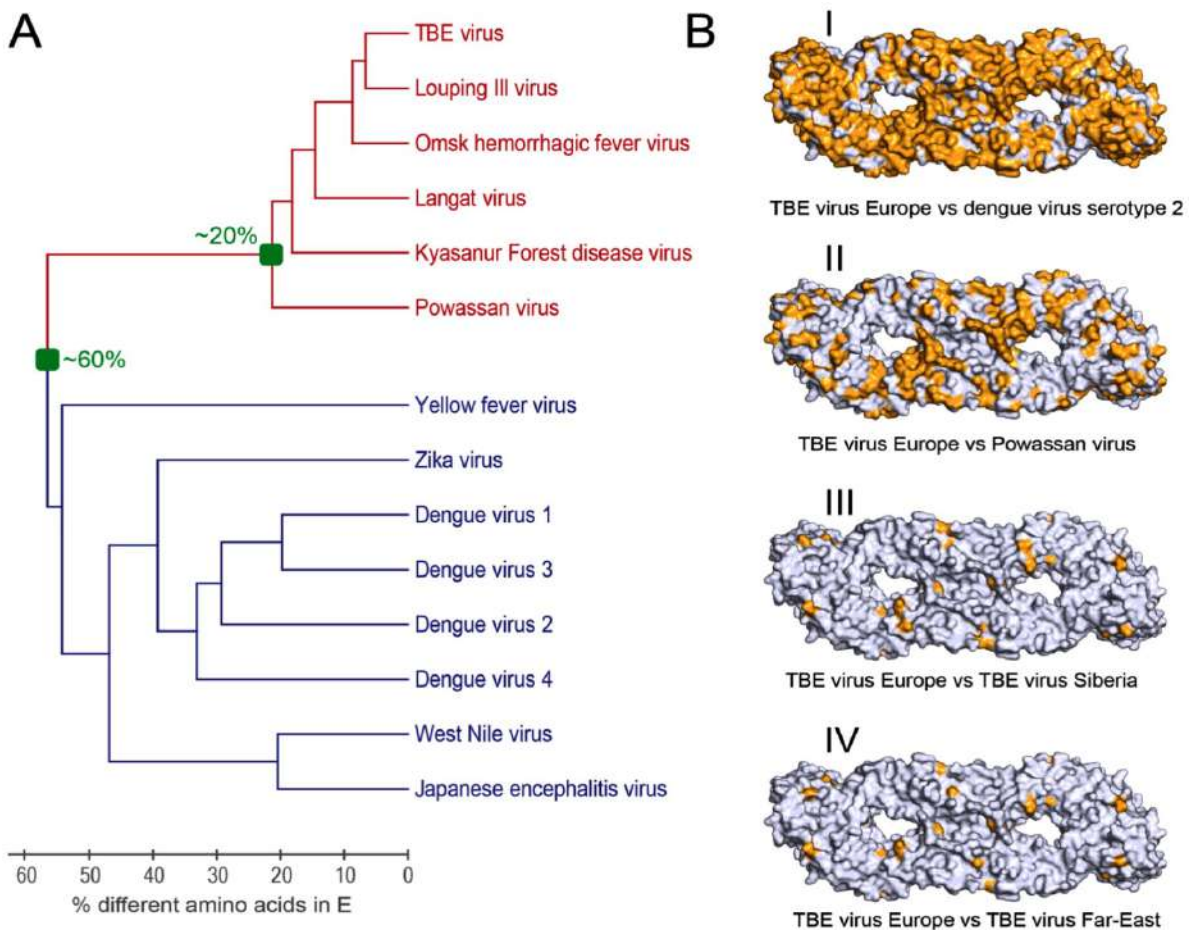 A
TBE virus
Louping III virus
Omsk hemorrhagic fever virus
Langat virus
~20%
Kyasanur Forest disease virus
Powassan virus
~60%
Yellow fever virus
Zika virus
Dengue virus 1
Dengue virus 3
Dengue virus 2
Dengue virus 4
West Nile virus
Japanese encephalitis virus
60 50 40 30 20 10 0
% different amino acids in E
B
I
TBE virus Europe vs dengue virus serotype 2
II
TBE virus Europe vs Powassan virus
III
TBE virus Europe vs TBE virus Siberia
IV
TBE virus Europe vs TBE virus Far-East